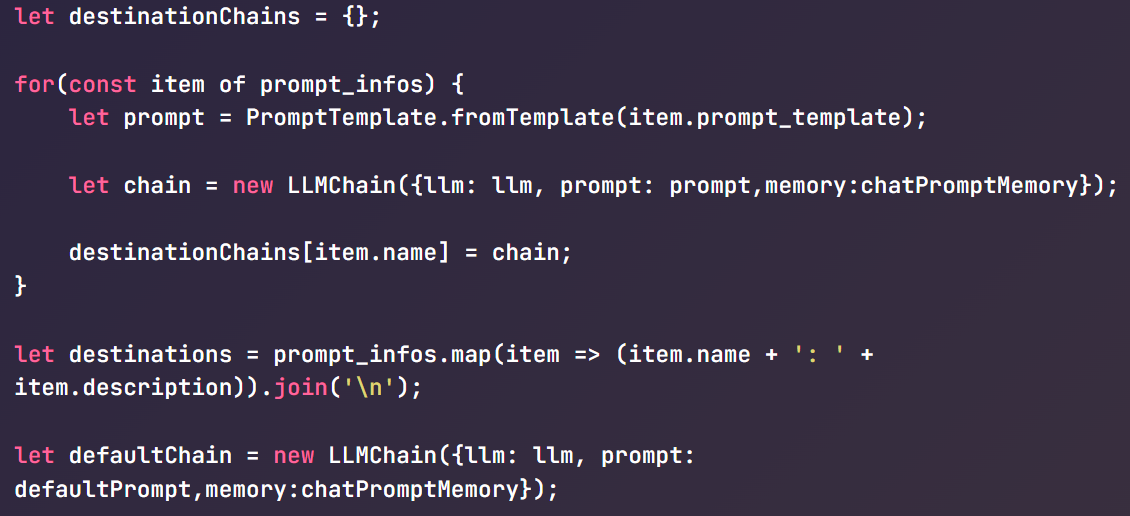 let destinationChains = {};
for(const item of prompt_infos) {
    let prompt = PromptTemplate.fromTemplate(item.prompt_template);
    let chain = new LLMChain({llm: llm, prompt: prompt,memory:chatPromptMemory});
    destinationChains[item.name] = chain;
}
let destinations = prompt_infos.map(item => (item.name + ': ' +
item.description)).join('\n');
let defaultChain = new LLMChain({llm: llm, prompt:
defaultPrompt,memory:chatPromptMemory});